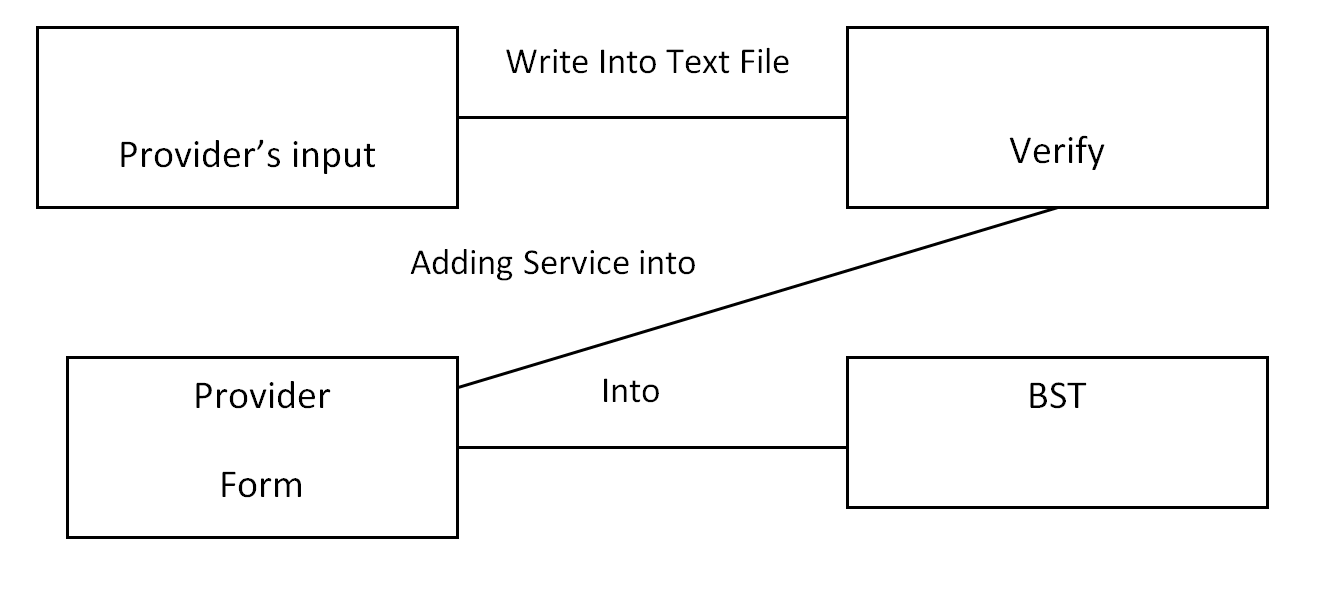 Write Into Text File
Provider’s input
Verify
Adding Service into
Provider
Into
BST
Form